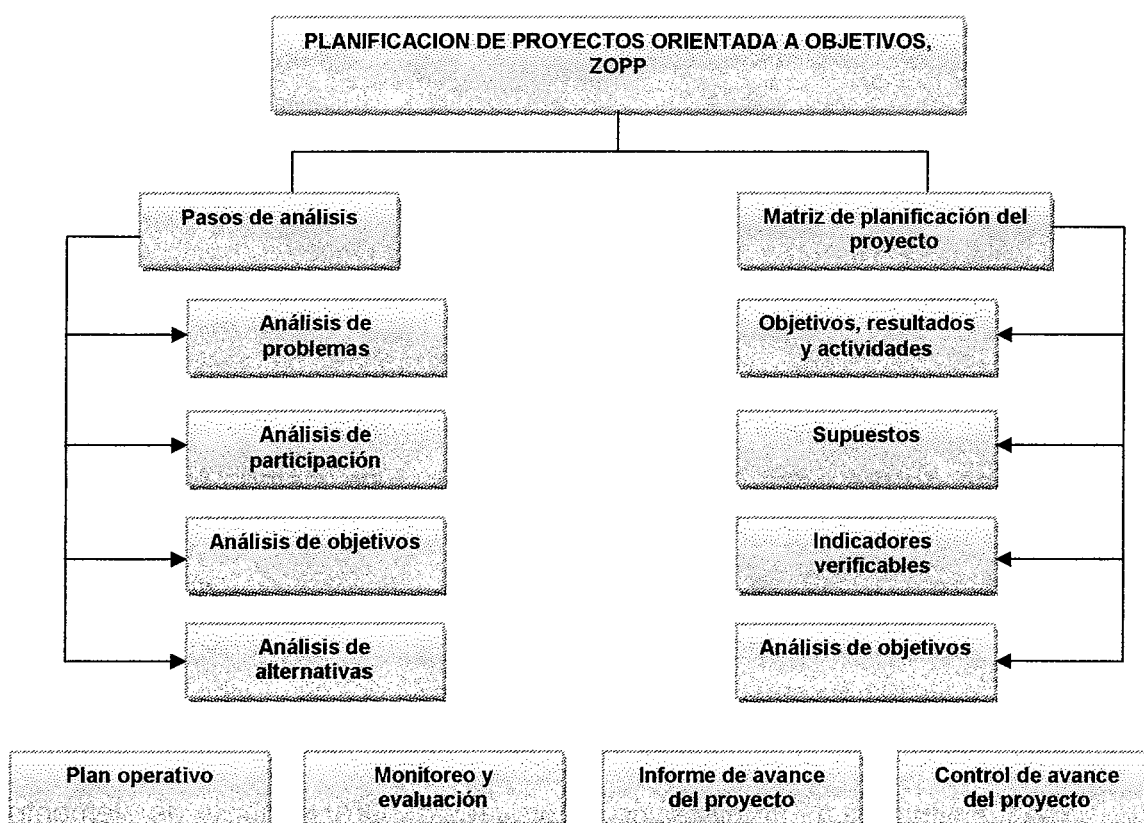 PLANIFICACION DE PROYECTOS ORIENTADA A OBJETIVOS,
ZOPP
Pasos de análisis
Matriz de planificación del
proyecto
Análisis de
problemas
Objetivos, resultados
y actividades
Análisis de
participación
Supuestos
Análisis de objetivos
Indicadores
verificables
Análisis de
alternativas
Análisis de objetivos
Plan operativo
Monitoreo y
evaluación
Informe de avance
del proyecto
Control de avance
del proyecto